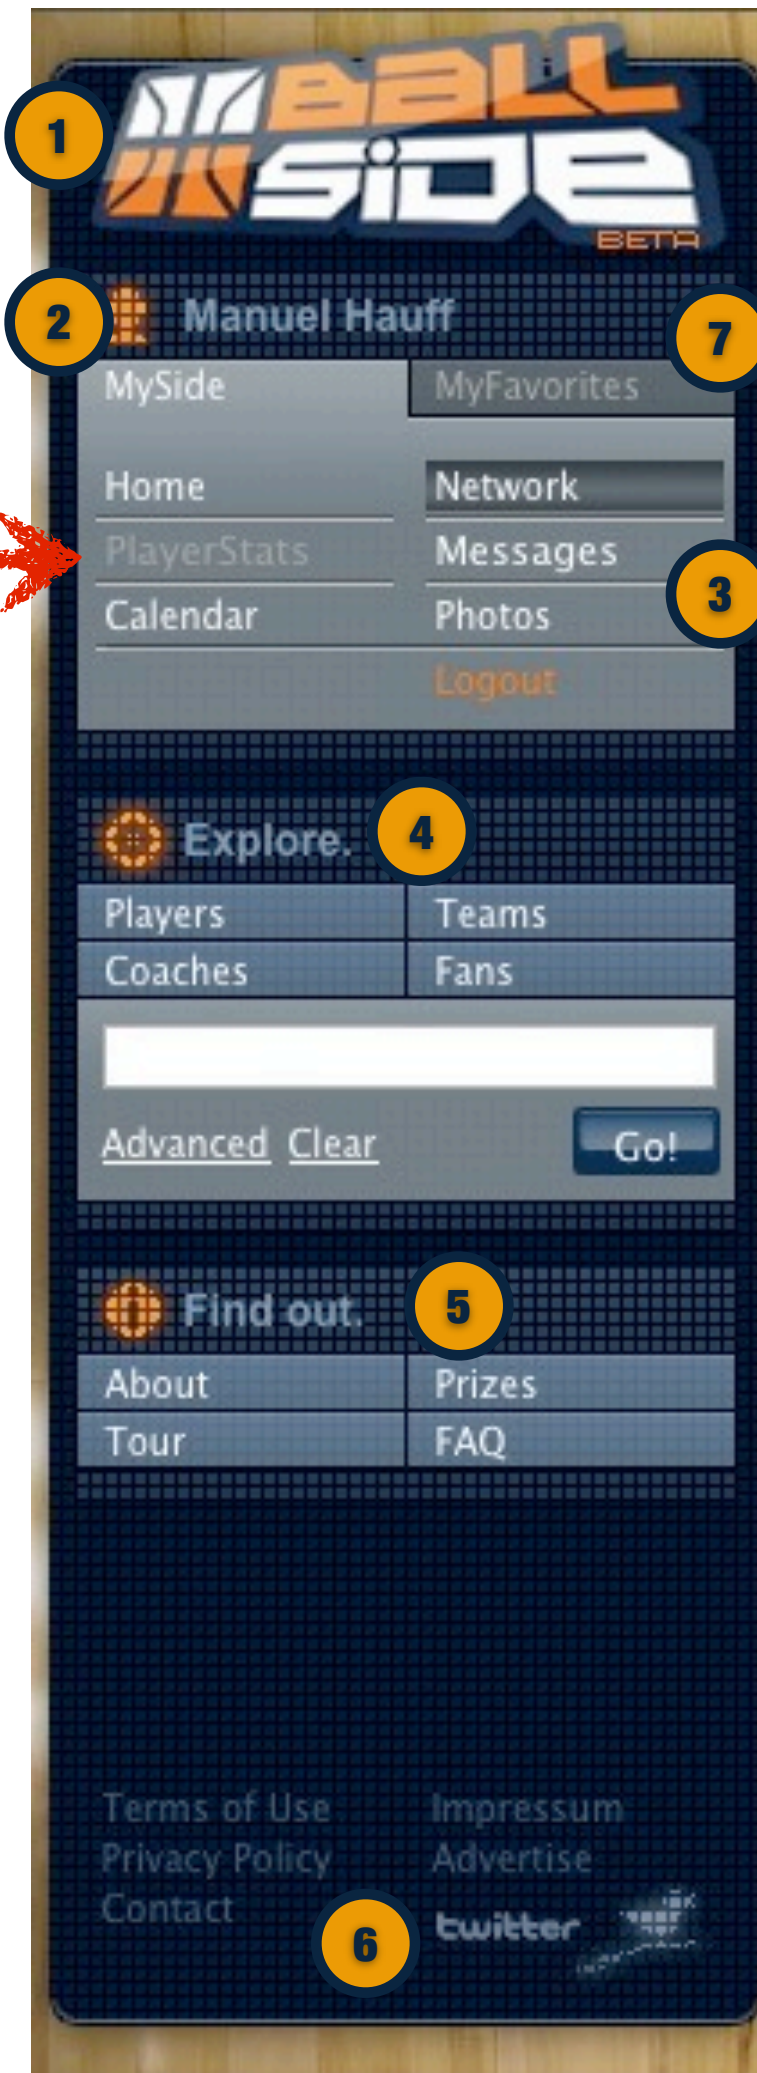 1
BALL
SiDE
BETA
2
Manuel Hauff
7
MySide MyFavorites
Home Network
PlayerStats Messages
3
Calendar Photos
Logout
Explore.
4
Players Teams
Coaches Fans
Advanced Clear Go!
Find out.
5
About Prizes
Tour FAQ
Terms of Use Impressum
Privacy Policy Advertise
Contact twitter
6